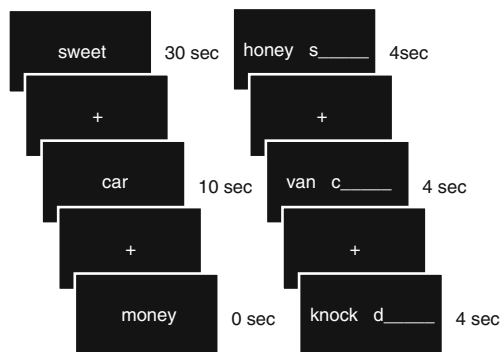 sweet 30 sec
+
car 10 sec
+
money 0 sec
honey s_____ 4sec
+
van c_____ 4 sec
+
knock d_____ 4 sec